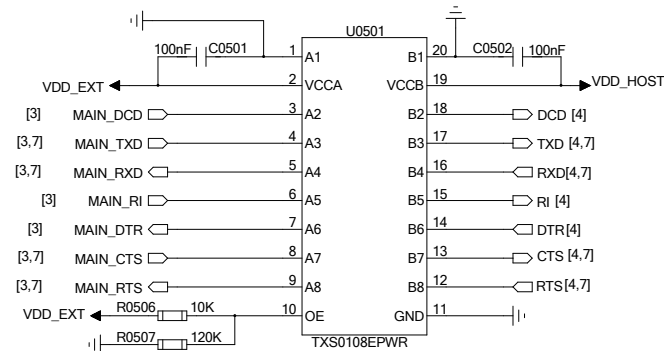 U0501
100nF C0501 1 A1 B1 20 C0502 100nF
VDD_EXT 2 VCCA VCCB 19 VDD_HOST
[3] MAIN_DCD 3 A2 B2 18 DCD [4]
[3,7] MAIN_TXD 4 A3 B3 17 TXD [4,7]
[3,7] MAIN_RXD 5 A4 B4 16 RXD[4,7]
[3] MAIN_RI 6 A5 B5 15 RI [4]
[3] MAIN_DTR 7 A6 B6 14 DTR[4]
[3,7] MAIN_CTS 8 A7 B7 13 CTS [4,7]
[3,7] MAIN_RTS 9 A8 B8 12 RTS[4,7]
VDD_EXT R0506 10K 10 OE GND 11
R0507 120K TXS0108EPWR